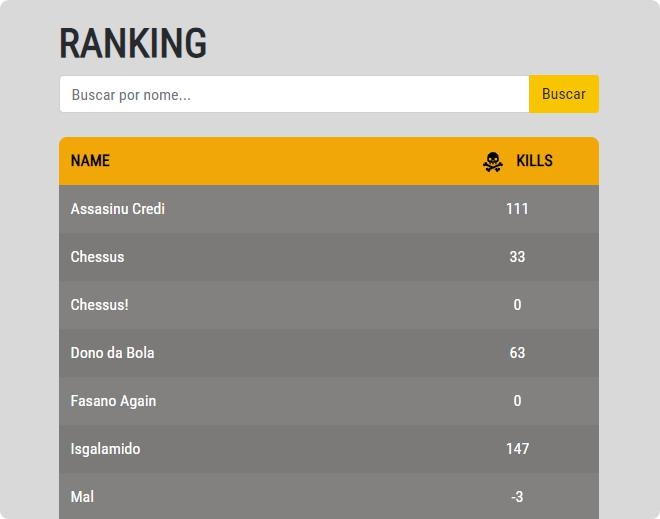 RANKING
Buscar por nome...
Buscar
NAME KILLS
Assasinu Credi 111
Chessus 33
Chessus! 0
Dono da Bola 63
Fasano Again 0
Isgalamido 147
Mal -3